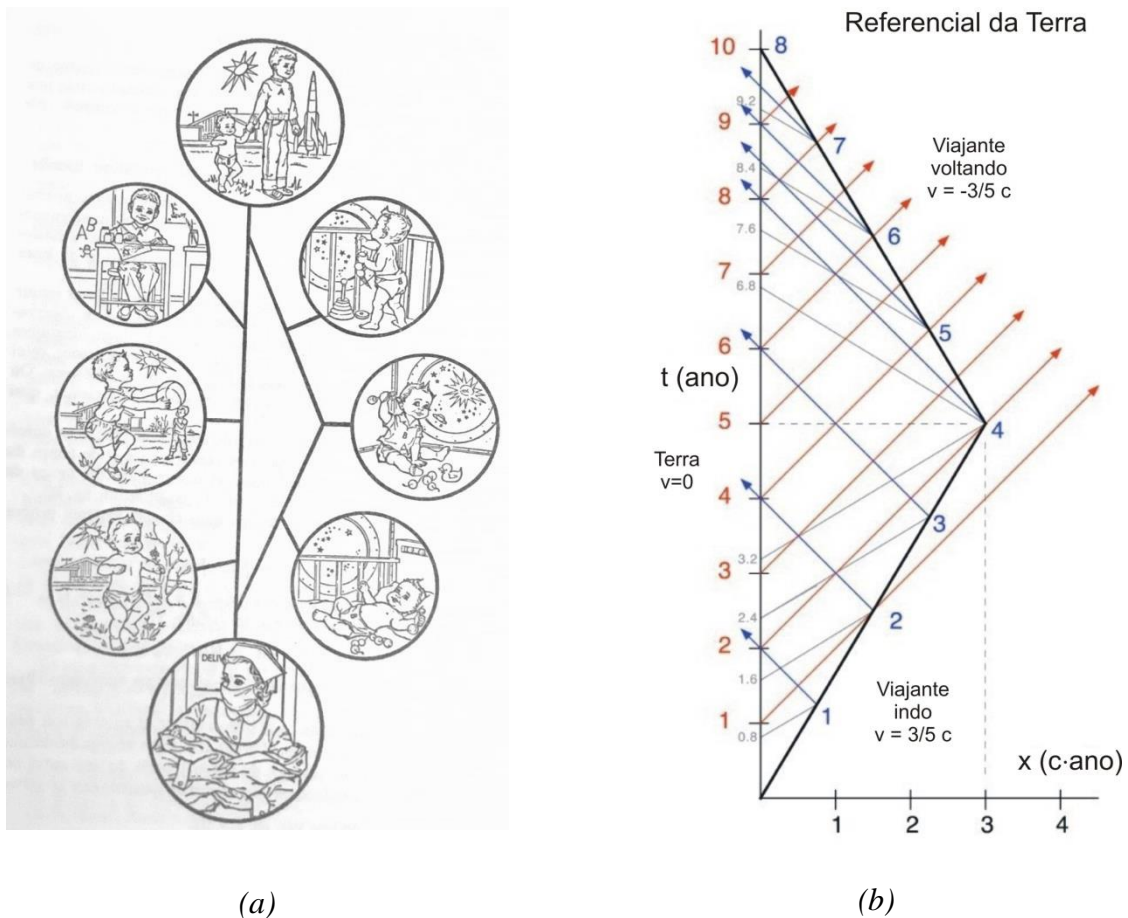 DELIV
A B
Referencial da Terra
10
8
9.2
9
7
Viajante
voltando
v = -3/5 c
8.4
8
7.6
6
7
6.8
5
6
t (ano)
5
4
Terra
v=0
4
3
3.2
3
2.4
2
2
1.6
1
Viajante
indo
v = 3/5 c
1
0.8
x (c·ano)
1 2 3 4
(a)
(b)